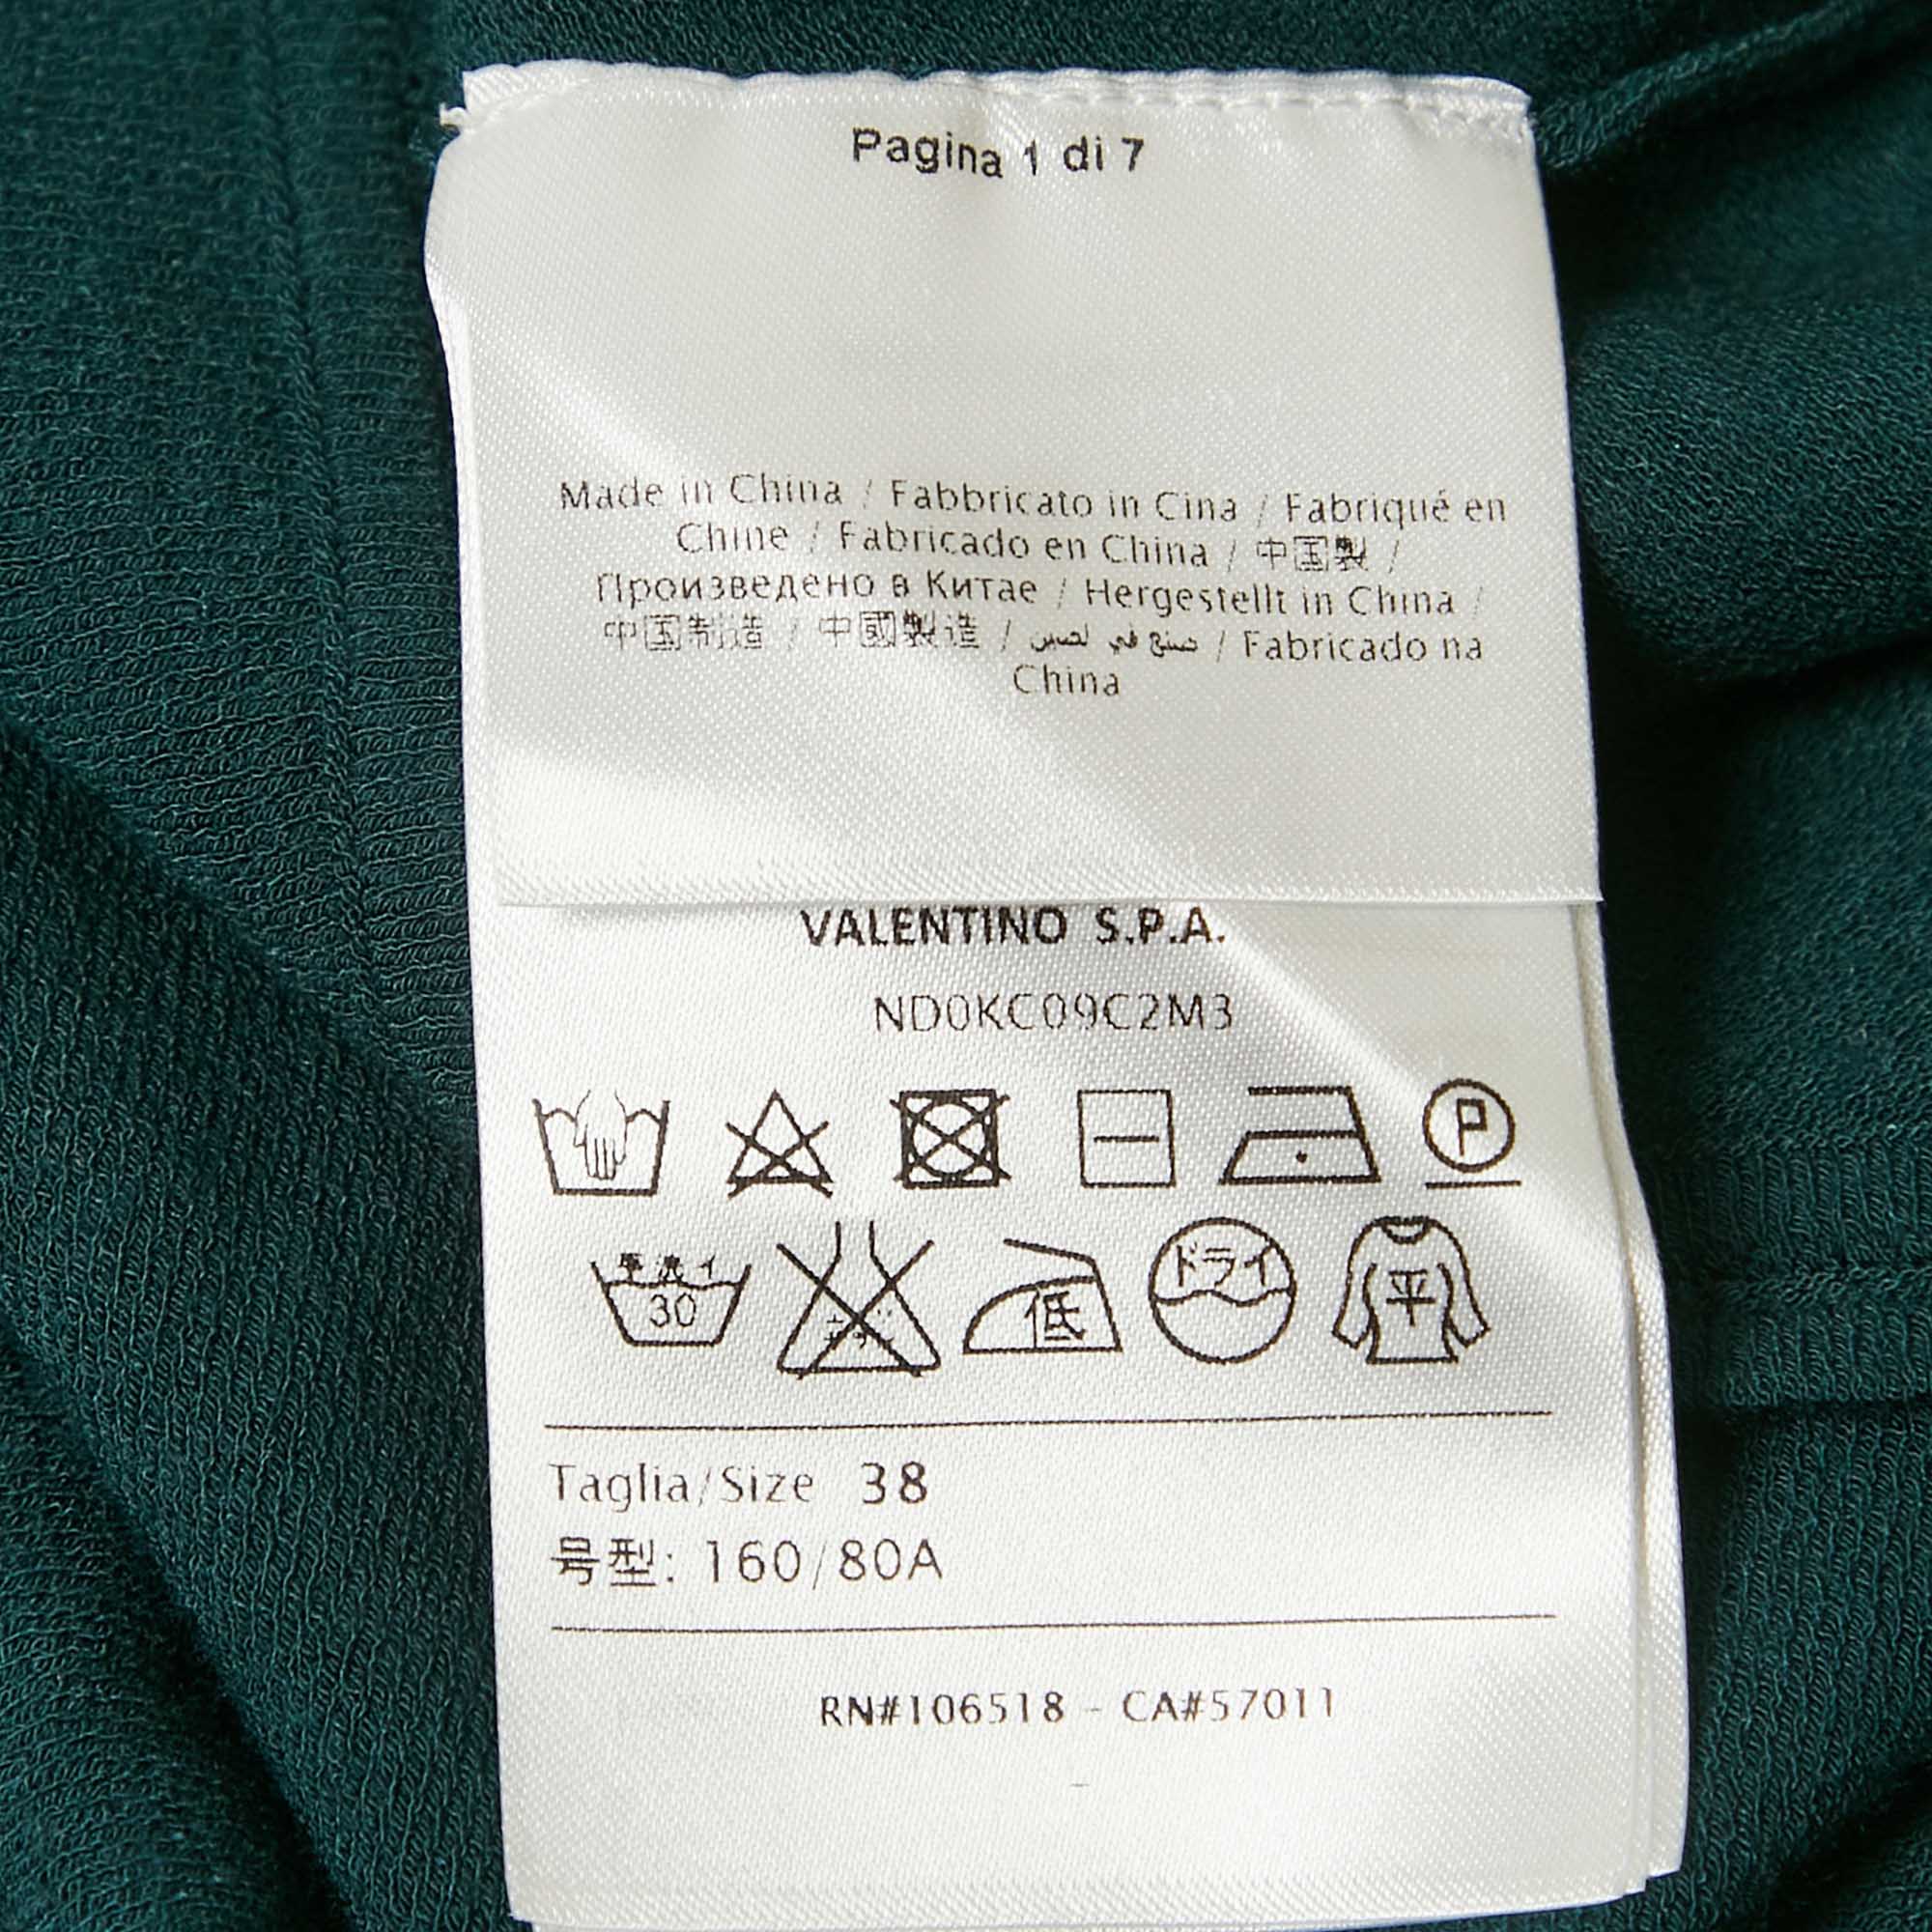 Pagina 1 di 7
Made in China / Fabbricato in Cina / Fabriqué en
Chine / Fabricado en China / 中国製 /
Произведено в Китае / Hergestellt in China /
中国制造 / 中國製造 / صنع في لصين / Fabricado na
China
VALENTINO S.P.A.
ND0KC09C2M3
P
30
低
ドライ
平
Taglia/Size 38
号型: 160/80A
RN#106518 - CA#57011